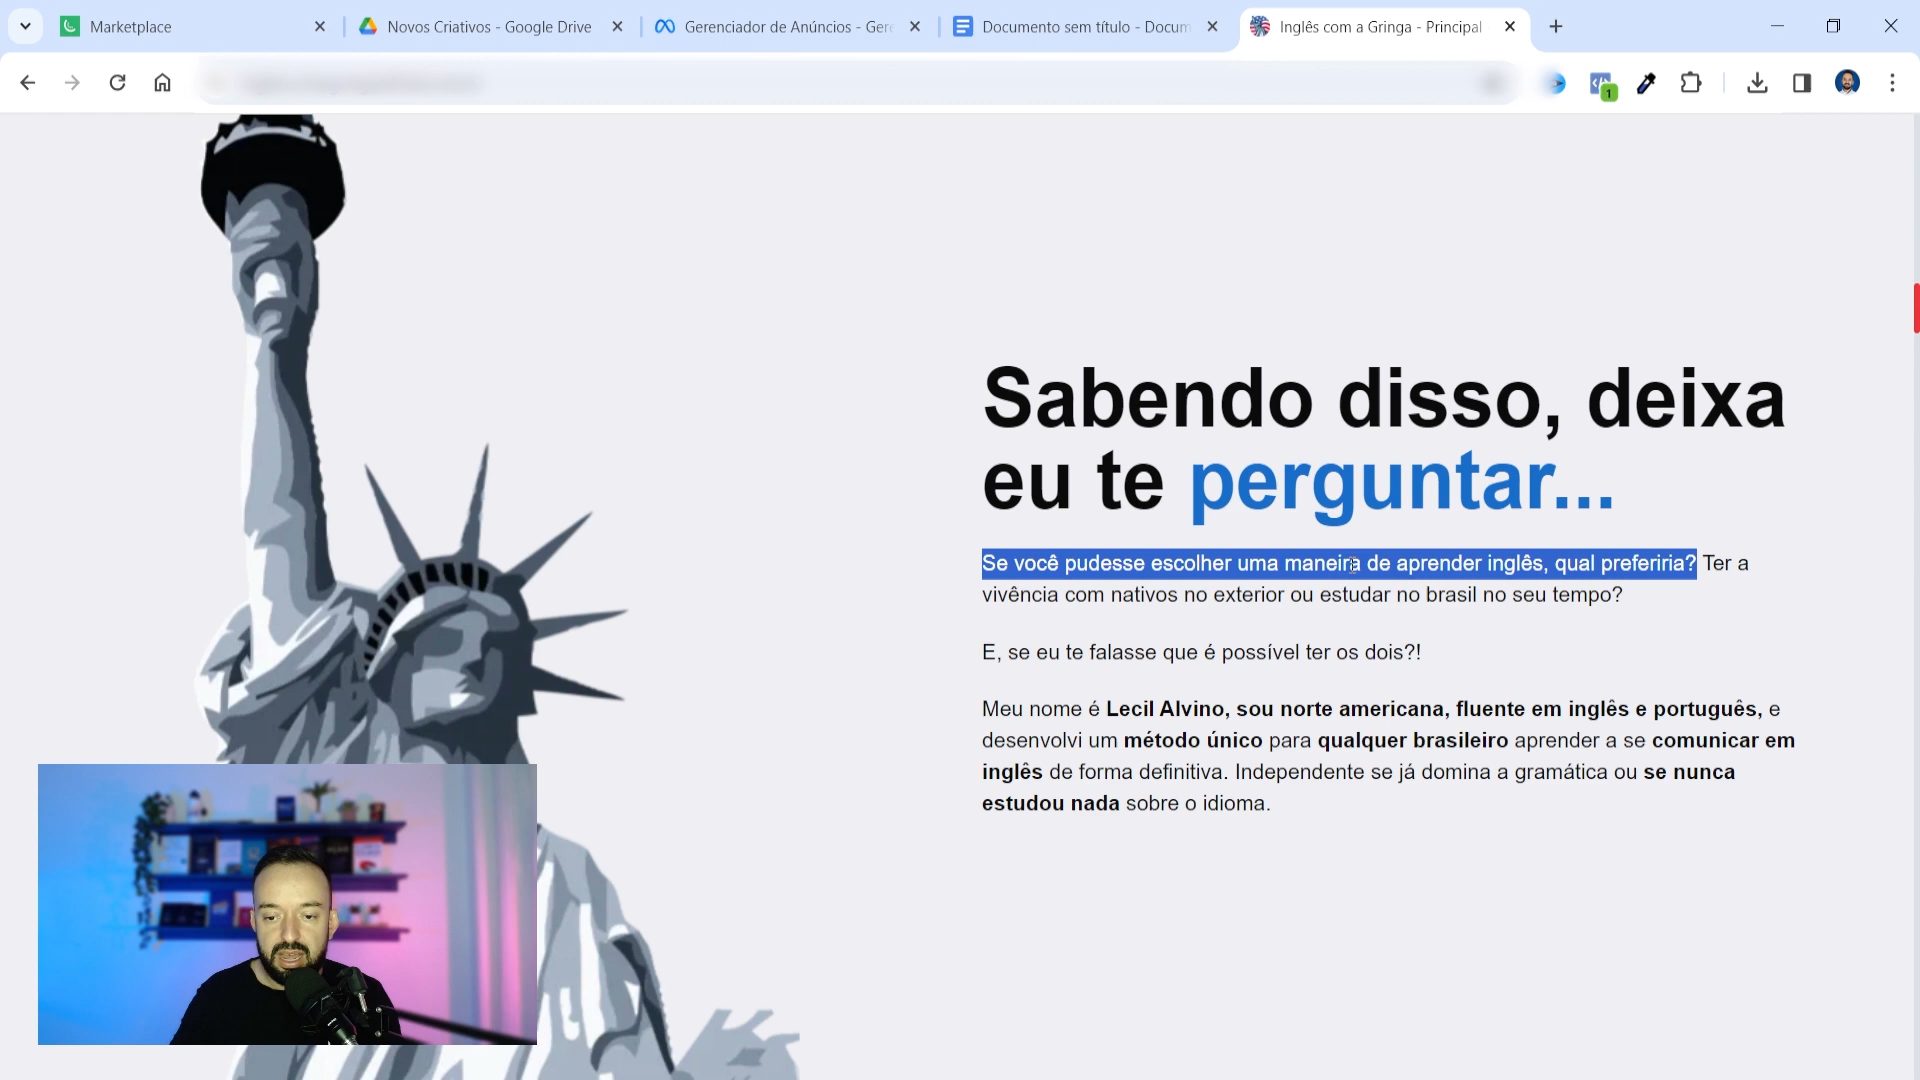 Marketplace
Novos Criativos - Google Drive
Gerenciador de Anúncios - Gere
Documento sem título - Docum
Inglês com a Gringa - Principal
1
Sabendo disso, deixa
eu te perguntar...
Se você pudesse escolher uma maneira de aprender inglês, qual preferiria? Ter a
vivência com nativos no exterior ou estudar no brasil no seu tempo?
E, se eu te falasse que é possível ter os dois?!
Meu nome é Lecil Alvino, sou norte americana, fluente em inglês e português, e
desenvolvi um método único para qualquer brasileiro aprender a se comunicar em
inglês de forma definitiva. Independente se já domina a gramática ou se nunca
estudou nada sobre o idioma.